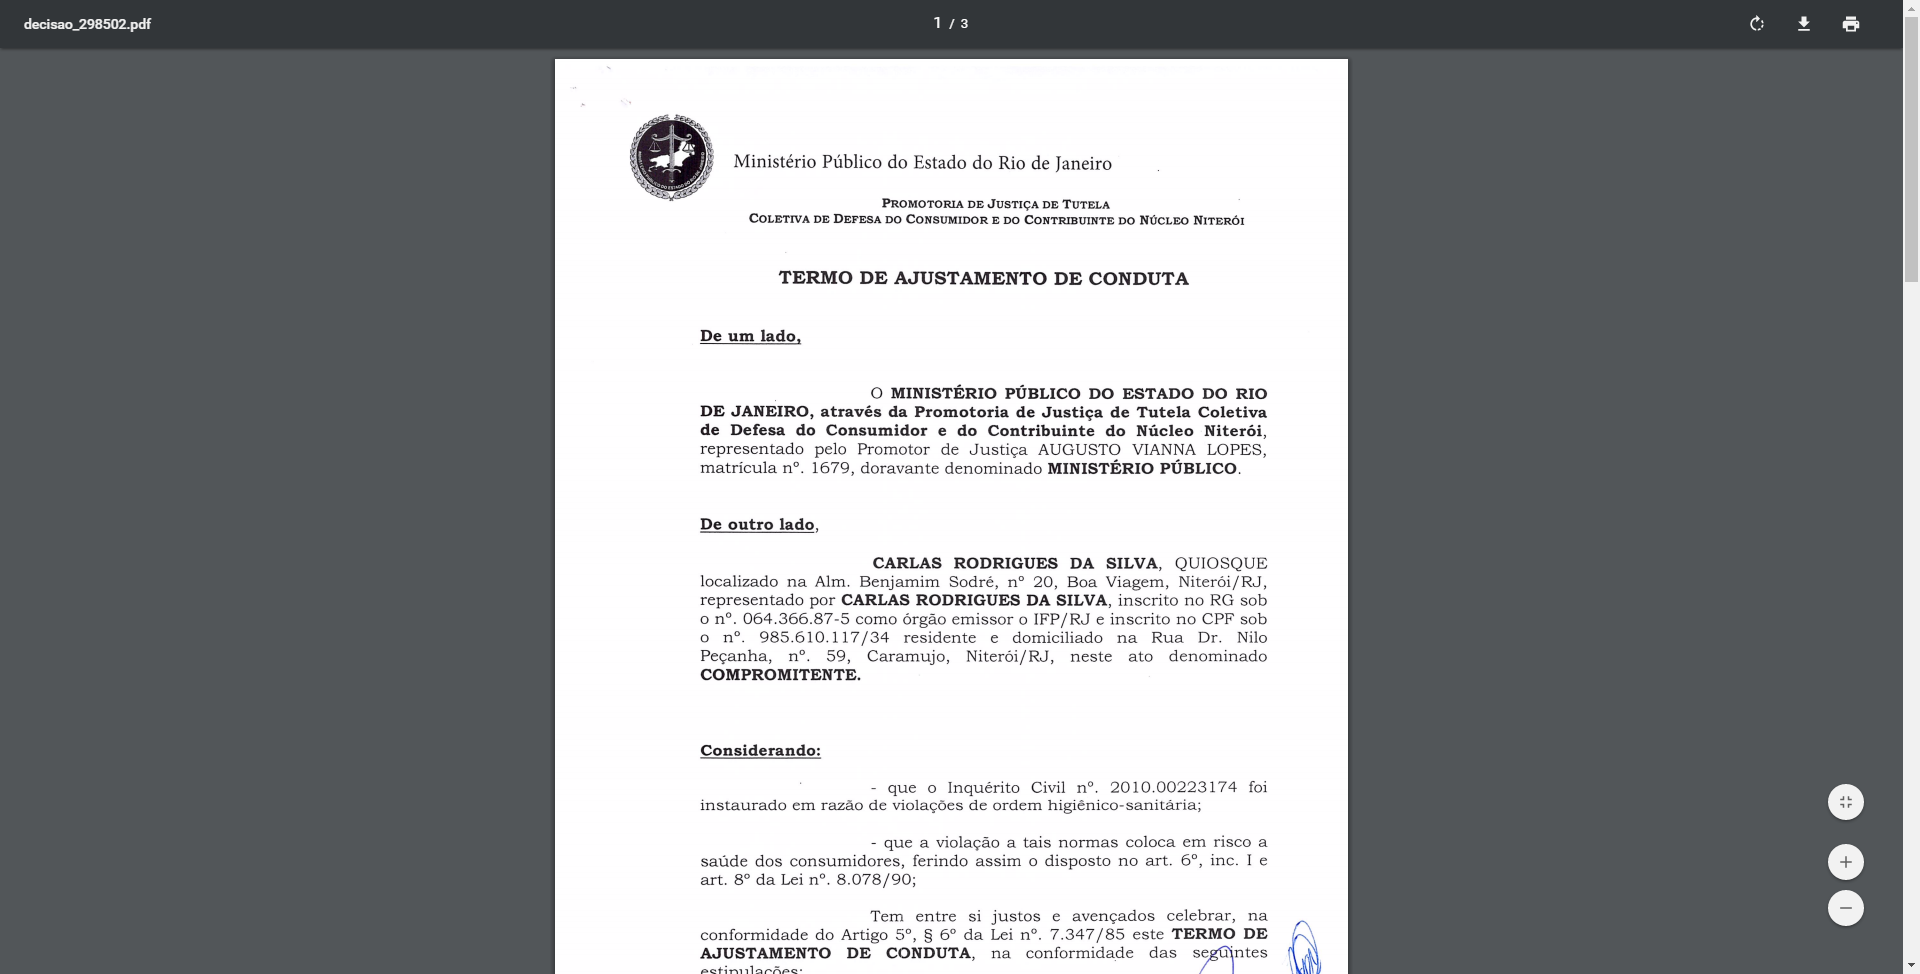 decisao_298502.pdf
1 / 3
Ministério Público do Estado do Rio de Janeiro
PROMOTORIA DE JUSTIÇA DE TUTELA
COLETIVA DE DEFESA DO CONSUMIDOR E DO CONTRIBUINTE DO NÚCLEO NITERÓI
TERMO DE AJUSTAMENTO DE CONDUTA
De um lado,
O MINISTÉRIO PÚBLICO DO ESTADO DO RIO
DE JANEIRO, através da Promotoria de Justiça de Tutela Coletiva
de Defesa do Consumidor e do Contribuinte do Núcleo Niterói,
representado pelo Promotor de Justiça AUGUSTO VIANNA LOPES,
matrícula nº. 1679, doravante denominado MINISTÉRIO PÚBLICO.
De outro lado,
CARLAS RODRIGUES DA SILVA, QUIOSQUE
localizado na Alm. Benjamim Sodré, nº 20, Boa Viagem, Niterói/RJ,
representado por CARLAS RODRIGUES DA SILVA, inscrito no RG sob
o nº. 064.366.87-5 como órgão emissor o IFP/RJ e inscrito no CPF sob
o nº. 985.610.117/34 residente e domiciliado na Rua Dr. Nilo
Peçanha, nº. 59, Caramujo, Niterói/RJ, neste ato denominado
COMPROMITENTE.
Considerando:
- que o Inquérito Civil nº. 2010.00223174 foi
instaurado em razão de violações de ordem higiênico-sanitária;
- que a violação a tais normas coloca em risco a
saúde dos consumidores, ferindo assim o disposto no art. 6º, inc. I e
art. 8º da Lei nº. 8.078/90;
Tem entre si justos e avençados celebrar, na
conformidade do Artigo 5º, § 6º da Lei nº. 7.347/85 este TERMO DE
AJUSTAMENTO DE CONDUTA, na conformidade das seguintes
estipulações: